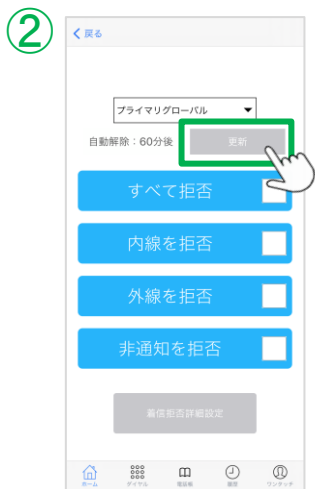 ②
戻る
プライマリグローバル
自動解除：60分後 更新
すべて拒否
内線を拒否
外線を拒否
非通知を拒否
着信拒否詳細設定
ホーム ダイヤル 電話帳 履歴 ワンタッチ